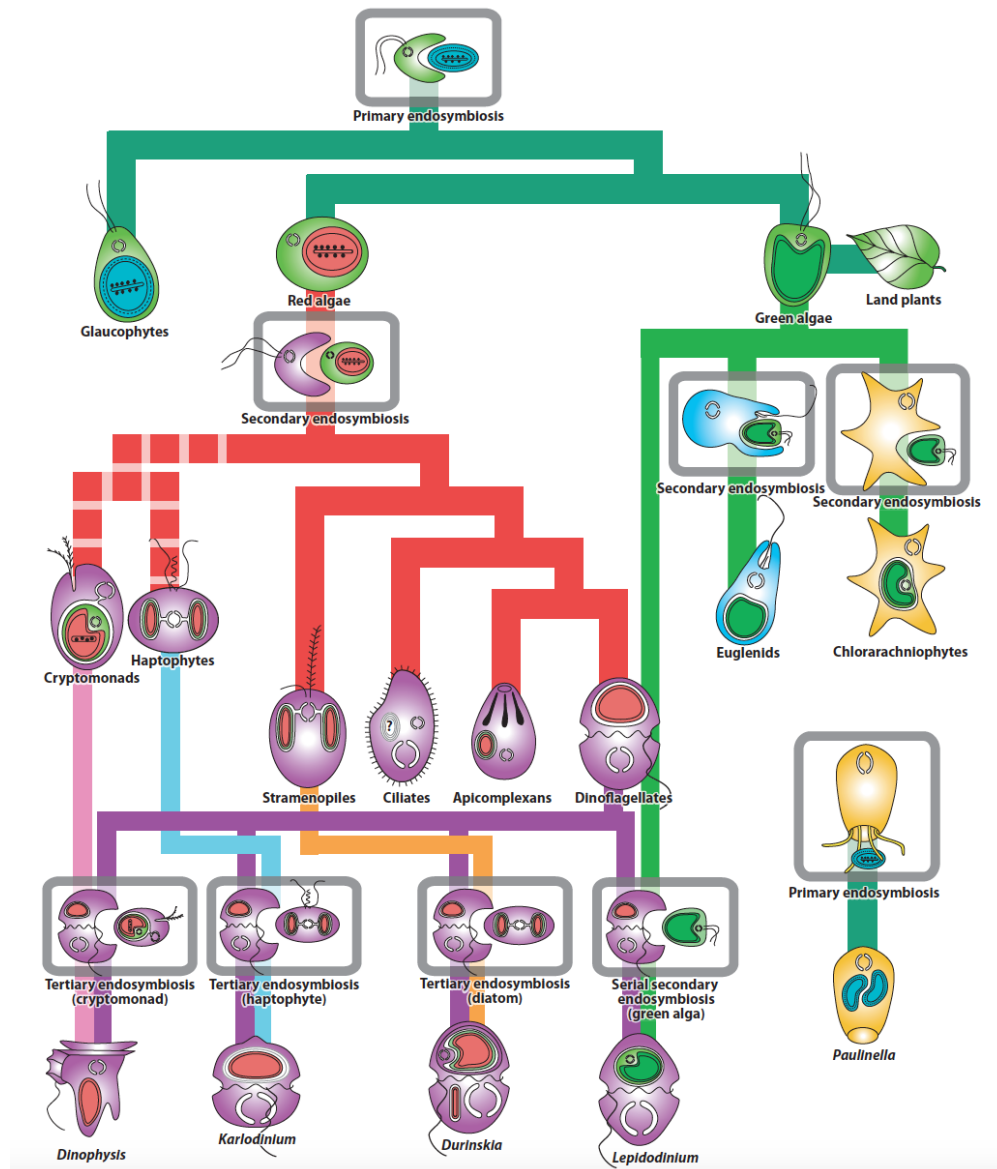 Primary endosymbiosis
Glaucophytes
Red algae
Green algae
Land plants
Secondary endosymbiosis
Secondary endosymbiosis
Secondary endosymbiosis
Euglenids
Chlorarachniophytes
Cryptomonads
Haptophytes
?
Stramenopiles
Ciliates
Apicomplexans
Dinoflagellates
Primary endosymbiosis
Tertiary endosymbiosis
(cryptomonad)
Tertiary endosymbiosis
(haptophyte)
Tertiary endosymbiosis
(diatom)
Serial secondary
endosymbiosis
(green alga)
Paulinella
Dinophysis
Karlodinium
Durinskia
Lepidodinium